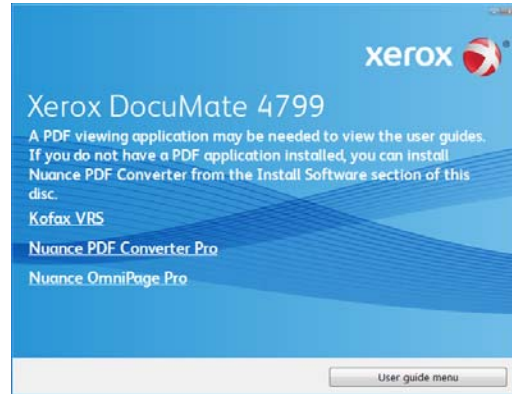 xerox
Xerox DocuMate 4799
A PDF viewing application may be needed to view the user guides.
If you do not have a PDF application installed, you can install
Nuance PDF Converter from the Install Software section of this
disc.
Kofax VRS
Nuance PDF Converter Pro
Nuance OmniPage Pro
User guide menu